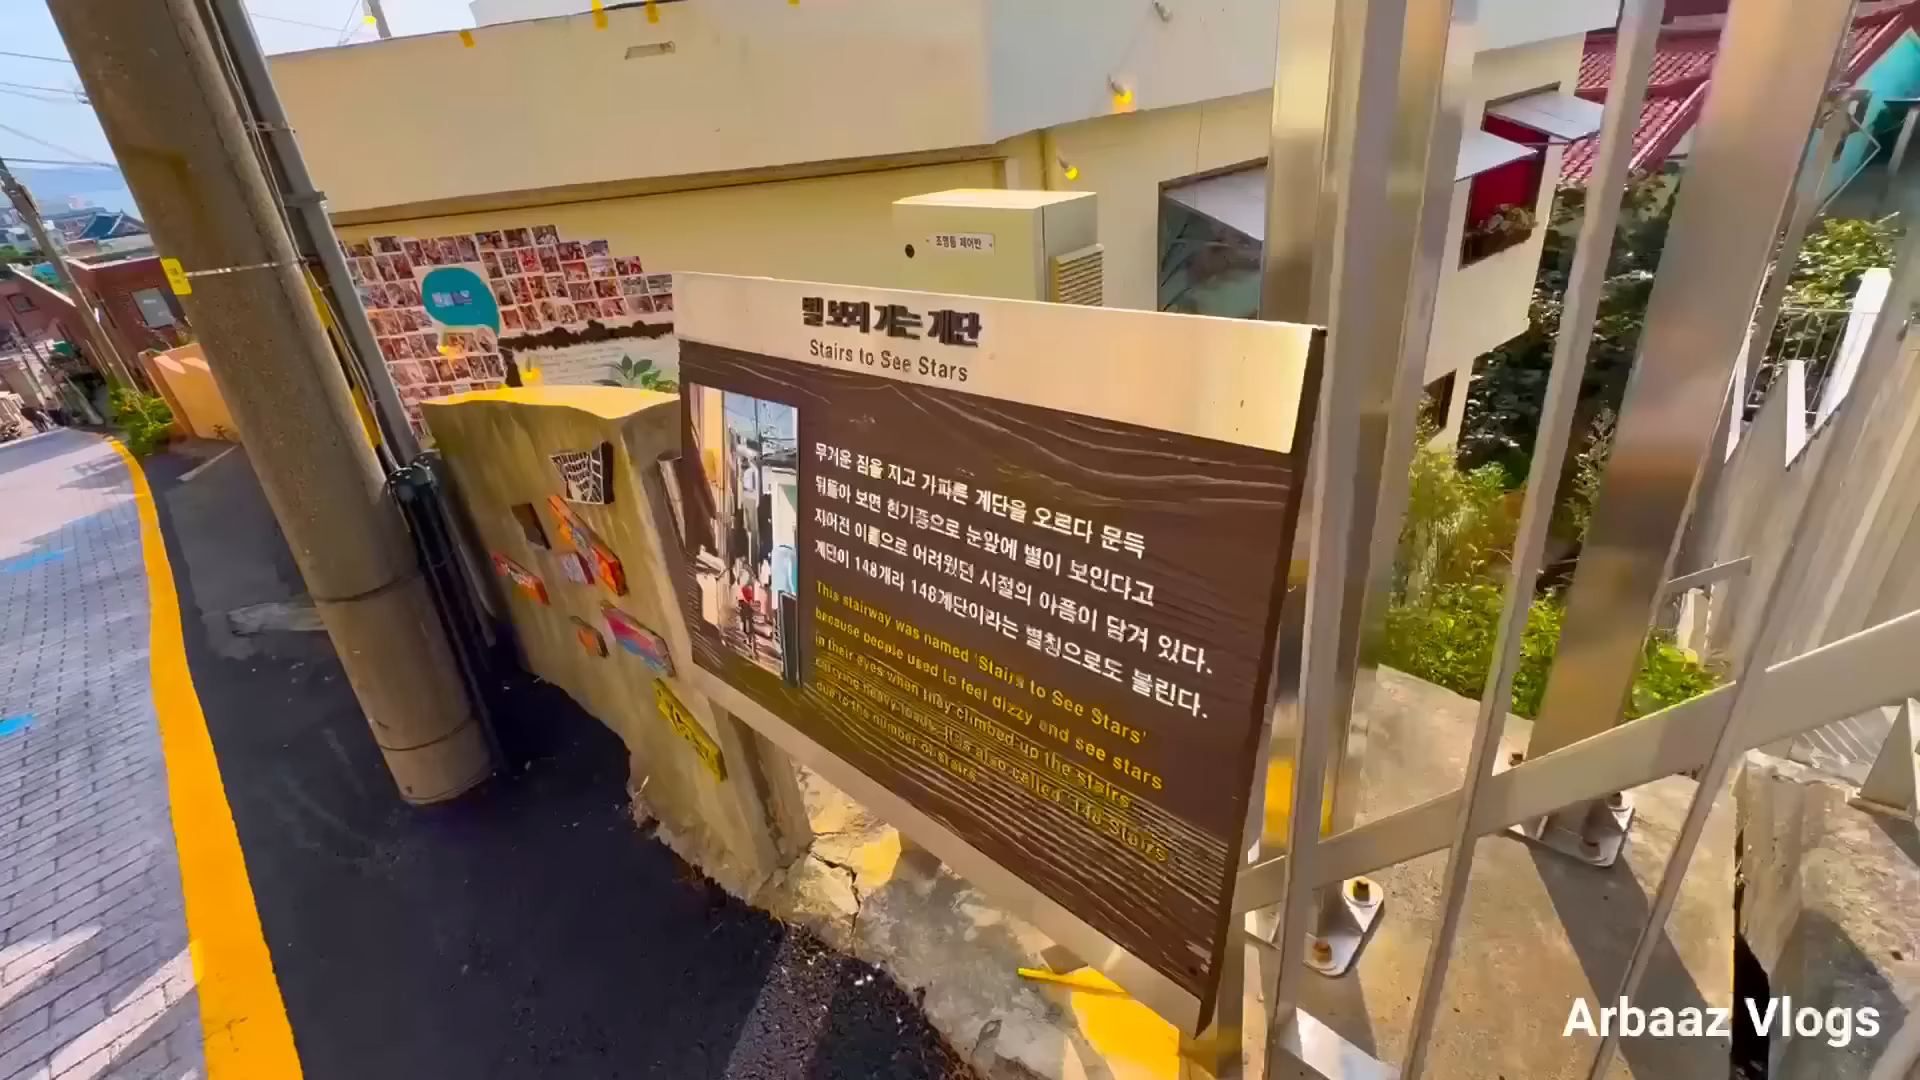 조명등 제어반
별 보러 가는 계단
Stairs to See Stars
무거운 짐을 지고 가파른 계단을 오르다 문득
뒤돌아 보면 현기증으로 눈앞에 별이 보인다고
지어진 이름으로 어려웠던 시절의 아픔이 담겨 있다.
계단이 148개라 148계단이라는 별칭으로도 불린다.
This stairway was named 'Stairs to See Stars'
because people used to feel dizzy and see stars
in their eyes when they climbed up the stairs
carrying heavy loads. It is also called '148 Stairs
due to the number of stairs.
Arbaaz Vlogs